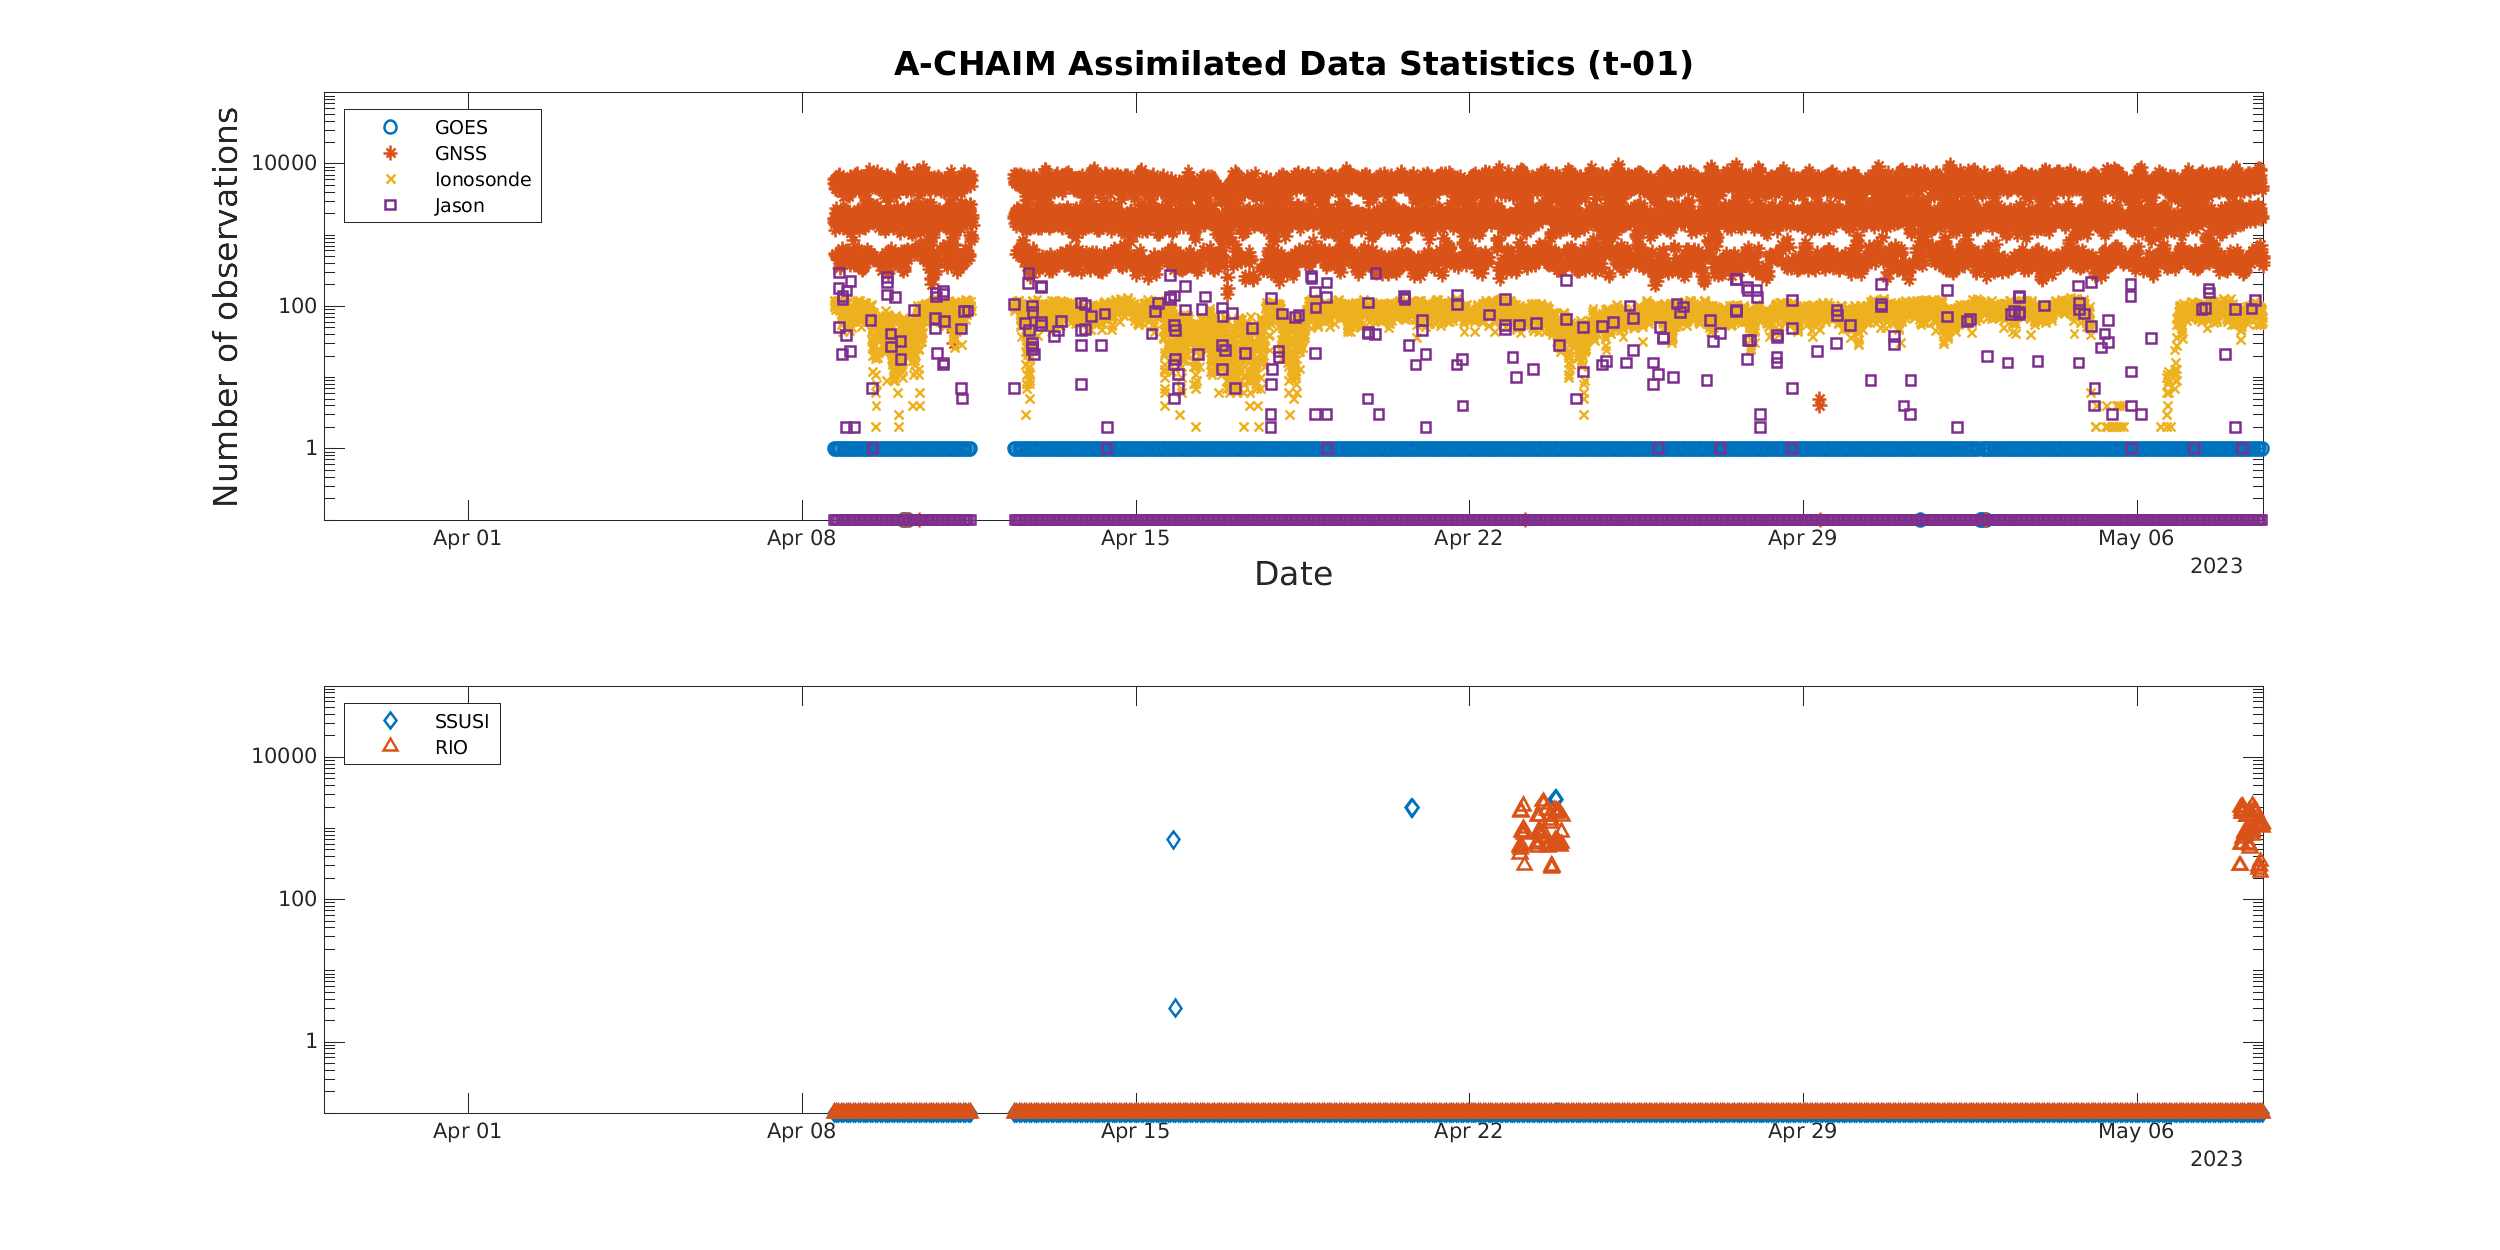 A-CHAIM Assimilated Data Statistics (t-01)
Number of observations
10000
100
1
GOES
GNSS
Ionosonde
Jason
Apr 01 Apr 08 Apr 15 Apr 22 Apr 29 May 06
2023
Date
10000
100
1
SSUSI
RIO
Apr 01 Apr 08 Apr 15 Apr 22 Apr 29 May 06
2023